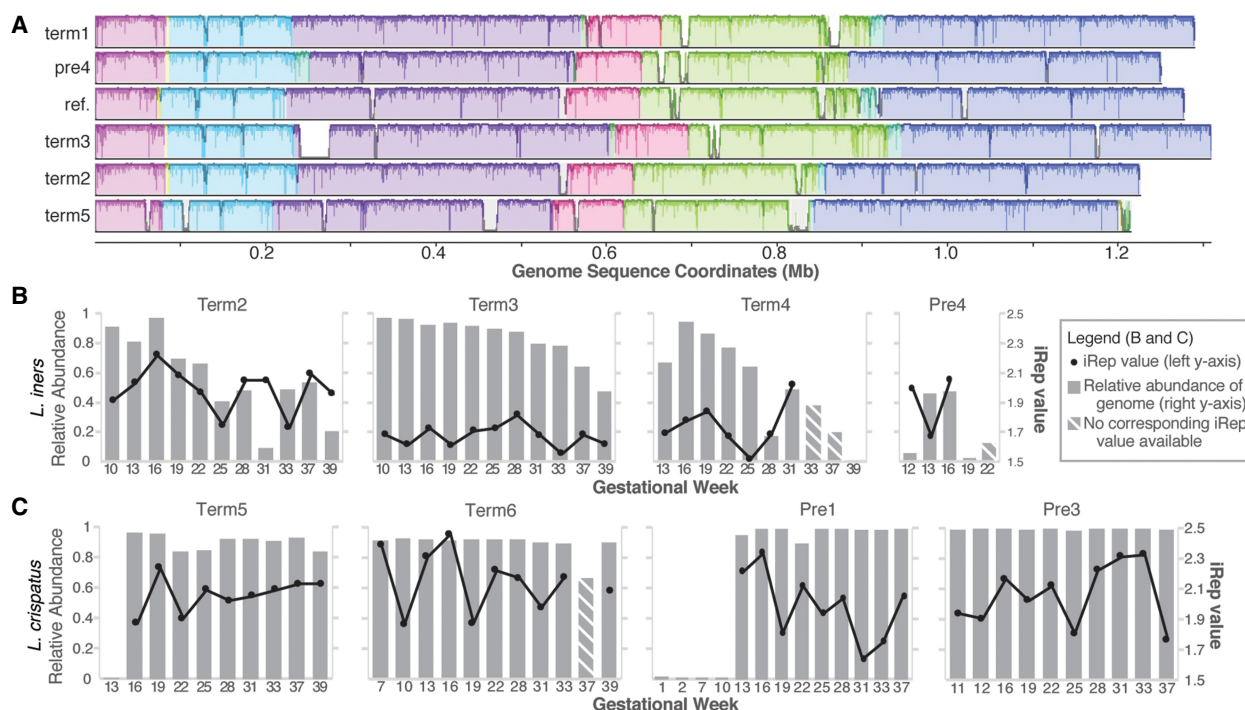 A
term1
pre4
ref.
term3
term2
term5
0.2 0.4 0.6 0.8 1.0 1.2
Genome Sequence Coordinates (Mb)
B
Term2 Term3 Term4 Pre4
L. iners
Relative Abundance
1
0.8
0.6
0.4
0.2
0
2.5
2.3
2.1
1.9
1.7
1.5
iRep value
10 13 16 19 22 25 28 31 33 37 39
10 13 16 19 22 25 28 31 33 37 39
13 16 19 22 25 28 31 33 37 39
12 13 16 19 22
Gestational Week
Legend (B and C)
iRep value (left y-axis)
Relative abundance of
genome (right y-axis)
No corresponding iRep
value available
C
Term5 Term6 Pre1 Pre3
L. crispatus
Relative Abundance
1
0.8
0.6
0.4
0.2
0
2.5
2.3
2.1
1.9
1.7
1.5
iRep value
13 16 19 22 25 28 31 33 37 39
7 10 13 16 19 22 28 31 33 37 39
1 2 7 10 13 16 19 22 25 28 31 33 37
11 12 16 19 22 25 28 31 33 37
Gestational Week